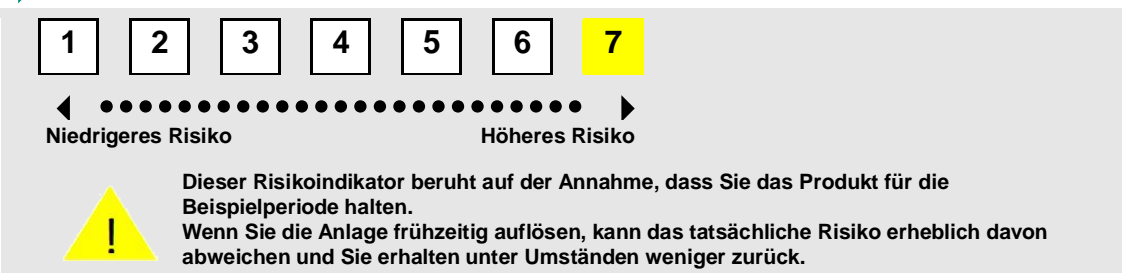 1 2 3 4 5 6 7
Niedrigeres Risiko Höheres Risiko
Dieser Risikoindikator beruht auf der Annahme, dass Sie das Produkt für die
Beispielperiode halten.
Wenn Sie die Anlage frühzeitig auflösen, kann das tatsächliche Risiko erheblich davon
abweichen und Sie erhalten unter Umständen weniger zurück.
!